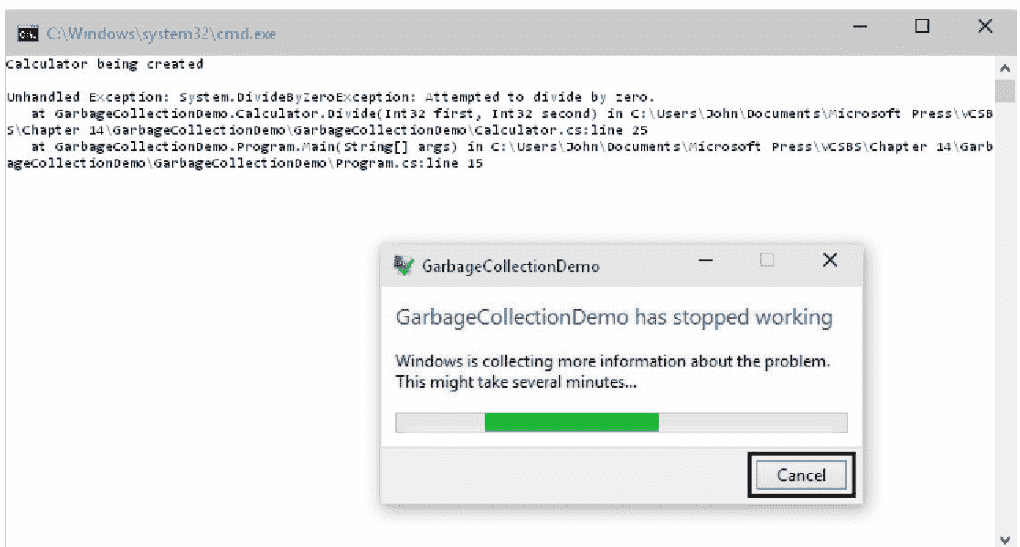 C:\Windows\system32\cmd.exe
Calculator being created
Unhandled Exception: System.DivideByZeroException: Attempted to divide by zero.
at GarbageCollectionDemo.Calculator.Divide(Int32 first, Int32 second) in C:\Users\John\Documents\Microsoft Press\VCSB
S\Chapter 14\GarbageCollectionDemo\GarbageCollectionDemo\Calculator.cs:line 25
at GarbageCollectionDemo.Program.Main(String[] args) in C:\Users\John\Documents\Microsoft Press\VCSBS\Chapter 14\Garb
ageCollectionDemo\GarbageCollectionDemo\Program.cs:line 15
GarbageCollectionDemo
GarbageCollectionDemo has stopped working
Windows is collecting more information about the problem.
This might take several minutes...
Cancel